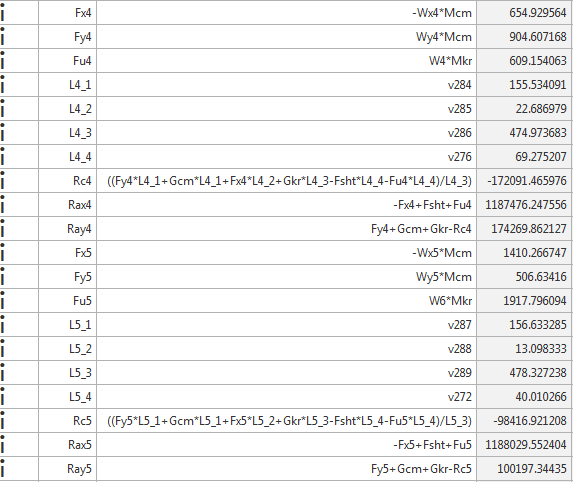 Fx4 -Wx4*Mcm 654.929564
Fy4 Wy4*Mcm 904.607168
Fu4 W4*Mkr 609.154063
L4_1 v284 155.534091
L4_2 v285 22.686979
L4_3 v286 474.973683
L4_4 v276 69.275207
Rc4 ((Fy4*L4_1+Gcm*L4_1+Fx4*L4_2+Gkr*L4_3-Fsht*L4_4-Fu4*L4_4)/L4_3) -172091.465976
Rax4 -Fx4+Fsht+Fu4 1187476.247556
Ray4 Fy4+Gcm+Gkr-Rc4 174269.862127
Fx5 -Wx5*Mcm 1410.266747
Fy5 Wy5*Mcm 506.63416
Fu5 W6*Mkr 1917.796094
L5_1 v287 156.633285
L5_2 v288 13.098333
L5_3 v289 478.327238
L5_4 v272 40.010266
Rc5 ((Fy5*L5_1+Gcm*L5_1+Fx5*L5_2+Gkr*L5_3-Fsht*L5_4-Fu5*L5_4)/L5_3) -98416.921208
Rax5 -Fx5+Fsht+Fu5 1188029.552404
Ray5 Fy5+Gcm+Gkr-Rc5 100197.34435